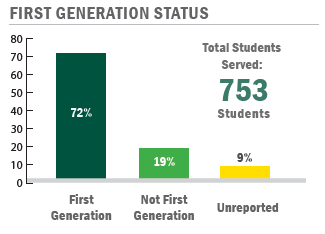 FIRST GENERATION STATUS
80
70
60
50
40
30
20
10
0
72%
19%
9%
Total Students
Served:
753
Students
First
Generation
Not First
Generation
Unreported